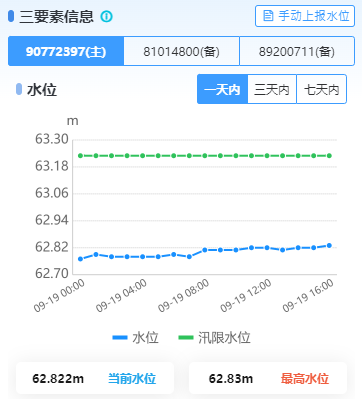 三要素信息
手动上报水位
90772397(主) 81014800(备) 89200711(备)
水位 一天内 三天内 七天内
m
63.30
63.18
63.06
62.94
62.82
62.70
09-19 00:00 09-19 04:00 09-19 08:00 09-19 12:00 09-19 16:00
水位 汛限水位
62.822m 当前水位 62.83m 最高水位